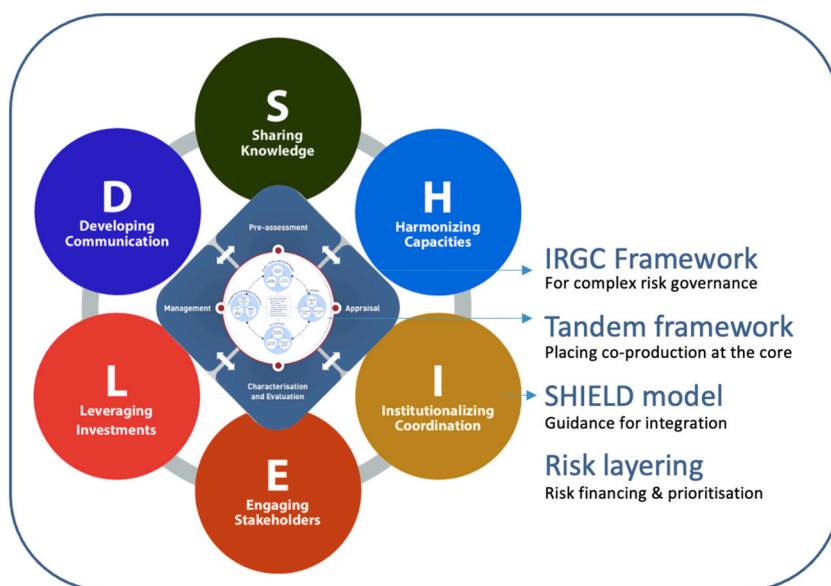 S
Sharing
Knowledge
D
Developing
Communication
H
Harmonizing
Capacities
Pre-assessment
Management
Appraisal
Characterisation
and Evaluation
L
Leveraging
Investments
I
Institutionalizing
Coordination
E
Engaging
Stakeholders
IRGC Framework
For complex risk governance
Tandem framework
Placing co-production at the core
SHIELD model
Guidance for integration
Risk layering
Risk financing & prioritisation